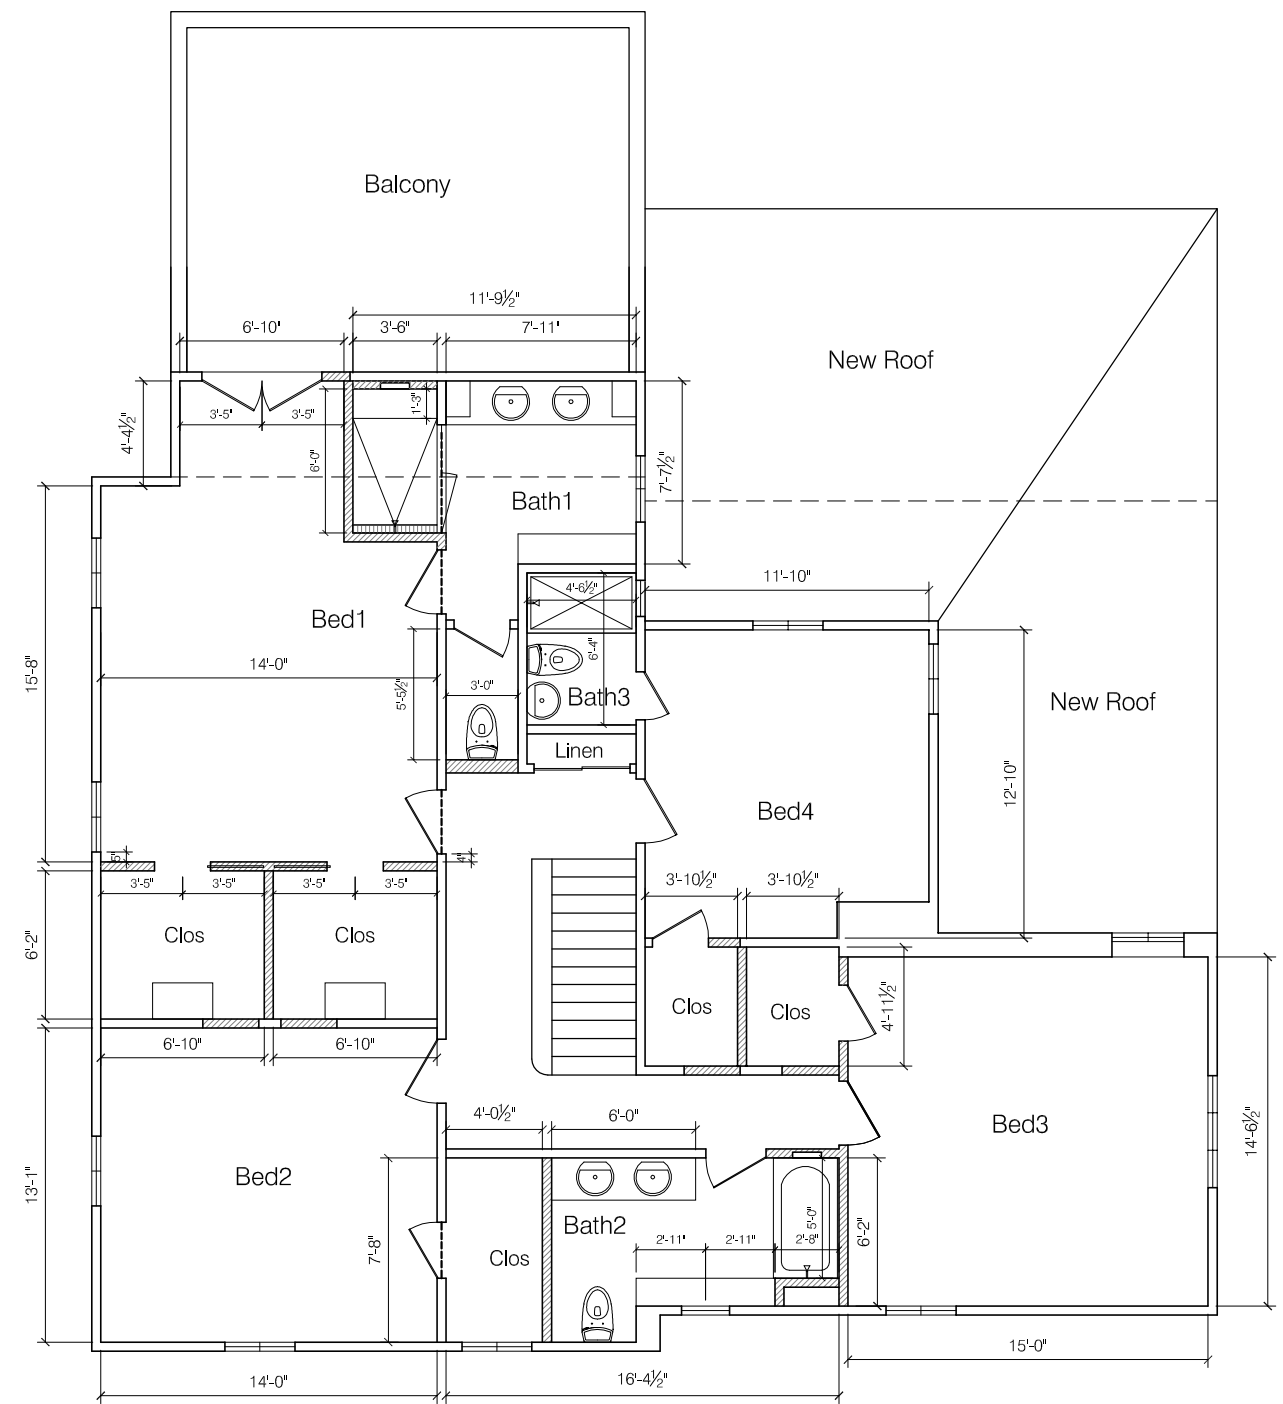 Balcony
11'-9½"
6'-10"
3'-6"
7'-11"
New Roof
4'-4½"
3'-5"
3'-5"
1'-3"
6'-0"
7'-7½"
Bath1
11'-10"
4'-6½"
Bed1
15'-8"
14'-0"
5'-5½"
3'-0"
6'-4"
Bath3
New Roof
Linen
12'-10"
Bed4
5"
4"
3'-5"
3'-5"
3'-5"
3'-5"
3'-10½"
3'-10½"
6'-2"
Clos
Clos
Clos
Clos
4'-11½"
6'-10"
6'-10"
4'-0½"
6'-0"
Bed3
14'-6½"
13'-1"
Bed2
7'-8"
Clos
Bath2
5'-0"
6'-2"
2'-11"
2'-11"
2'-8"
15'-0"
14'-0"
16'-4½"